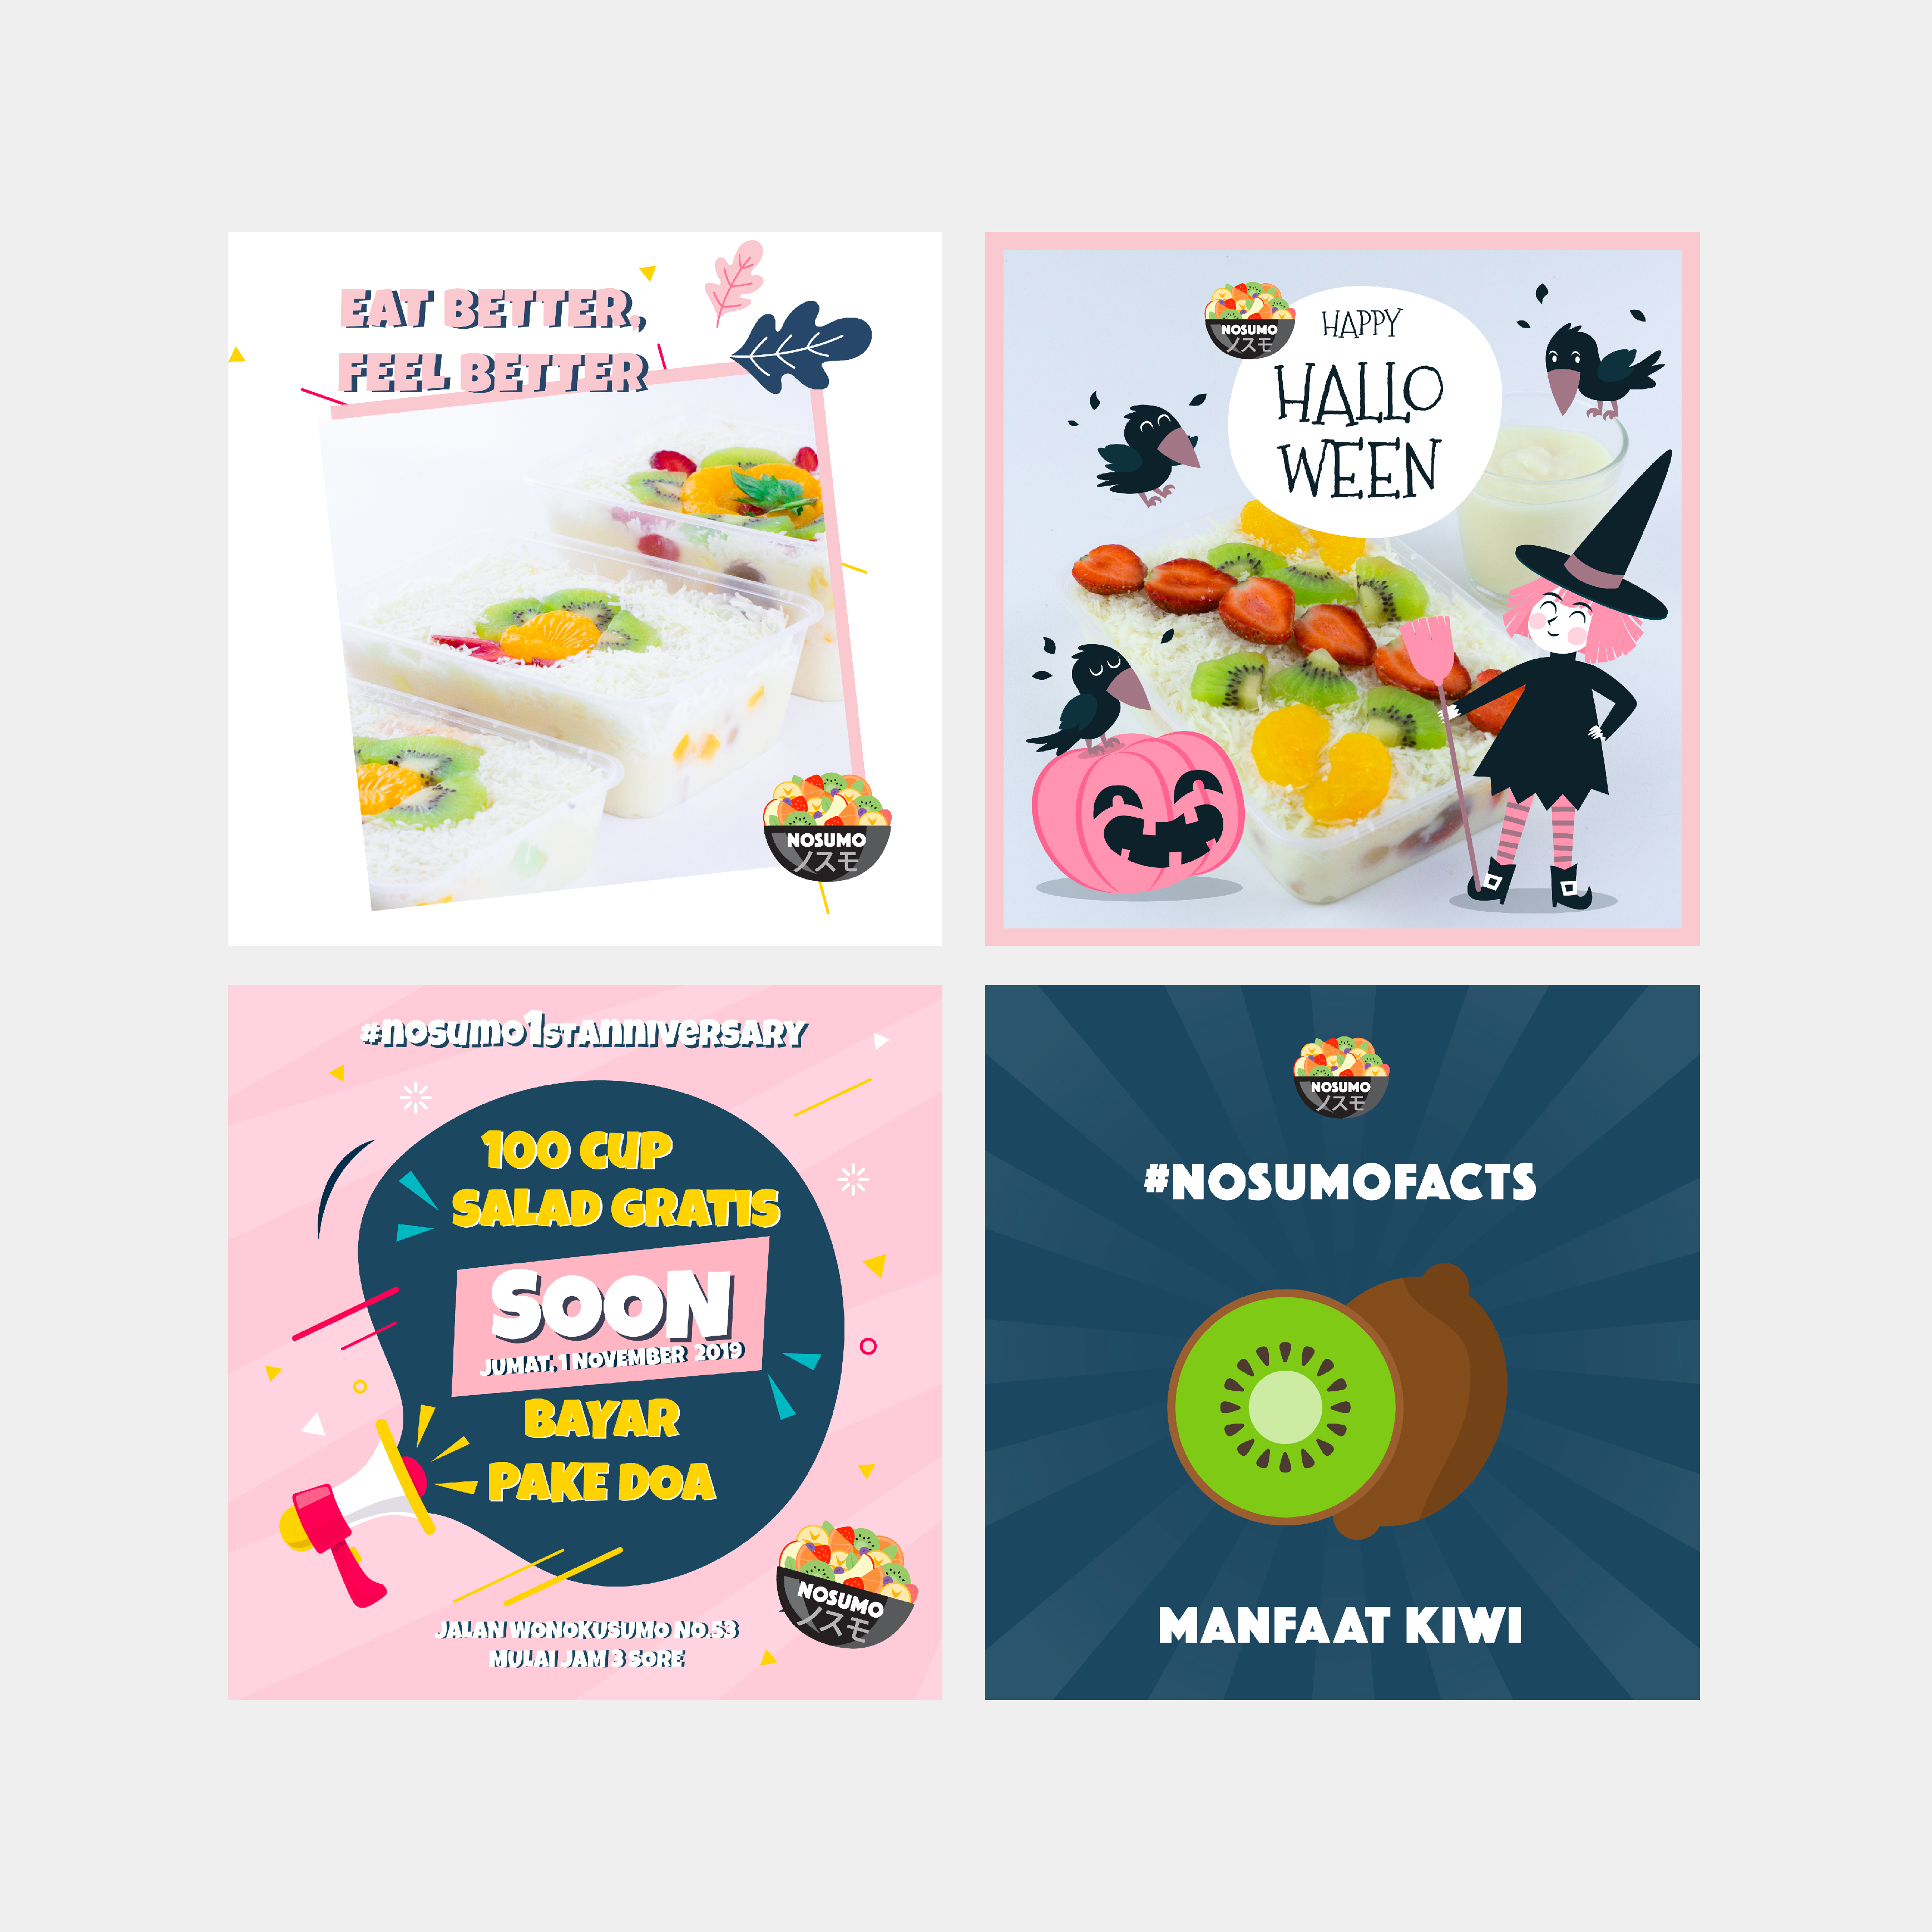 EAT BETTER,
FEEL BETTER
NOSUMO
ノスモ
NOSUMO
ノスモ
HAPPY
HALLO
WEEN
#nosumo1stAnniversary
100 CUP
SALAD GRATIS
SOON
JUMAT, 1 NOVEMBER 2019
BAYAR
PAKE DOA
NOSUMO
ノスモ
JALAN WONOKUSUMO NO.53
MULAI JAM 3 SORE
NOSUMO
ノスモ
#NOSUMOFACTS
MANFAAT KIWI